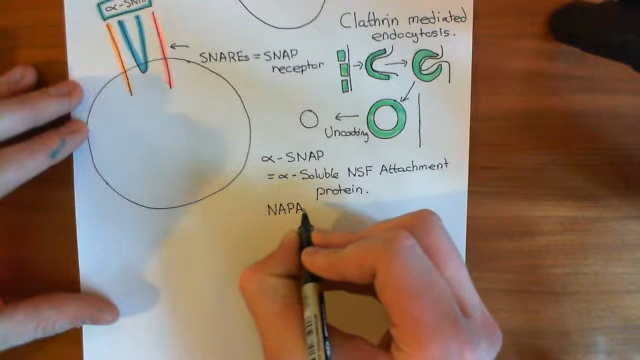 α-SNAP
Clathrin mediated
endocytosis.
SNAREs = SNAP
receptor
Uncoating
α-SNAP
= α-Soluble NSF Attachment
protein.
NAPA